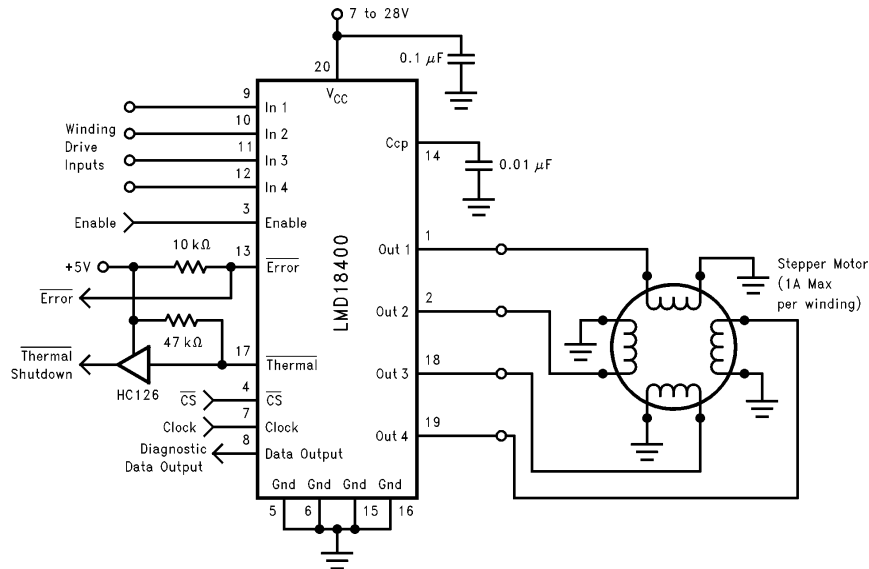 7 to 28V
0.1 µF
20
VCC
9
In 1
10
In 2
11
In 3
12
In 4
Winding
Drive
Inputs
Ccp
14
0.01 µF
3
Enable
Enable
10 kΩ
13
+5V
Error
Error
LMD18400
1
Out 1
2
Out 2
18
Out 3
19
Out 4
Stepper Motor
(1A Max
per winding)
47 kΩ
17
Thermal
Thermal
Shutdown
HC126
4
CS
CS
7
Clock
Clock
8
Data Output
Diagnostic
Data Output
Gnd Gnd Gnd Gnd
5 6 15 16